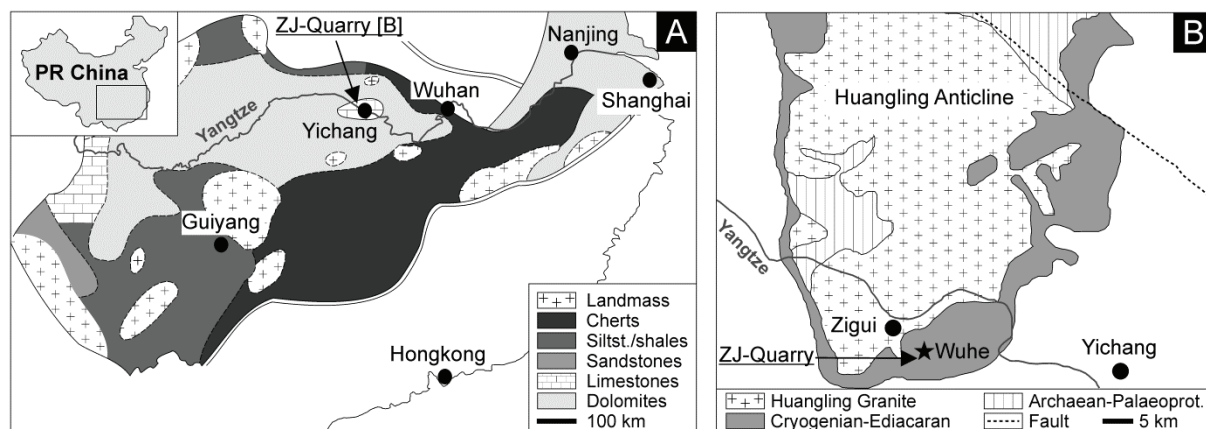 A
PR China
ZJ-Quarry [B]
Nanjing
Wuhan
Shanghai
Yangtze
Yichang
Guiyang
Hongkong
Landmass
Cherts
Siltst./shales
Sandstones
Limestones
Dolomites
100 km
B
Huangling Anticline
Yangtze
Zigui
ZJ-Quarry
Wuhe
Yichang
Huangling Granite
Archaean-Palaeoprot.
Cryogenian-Ediacaran
Fault
5 km